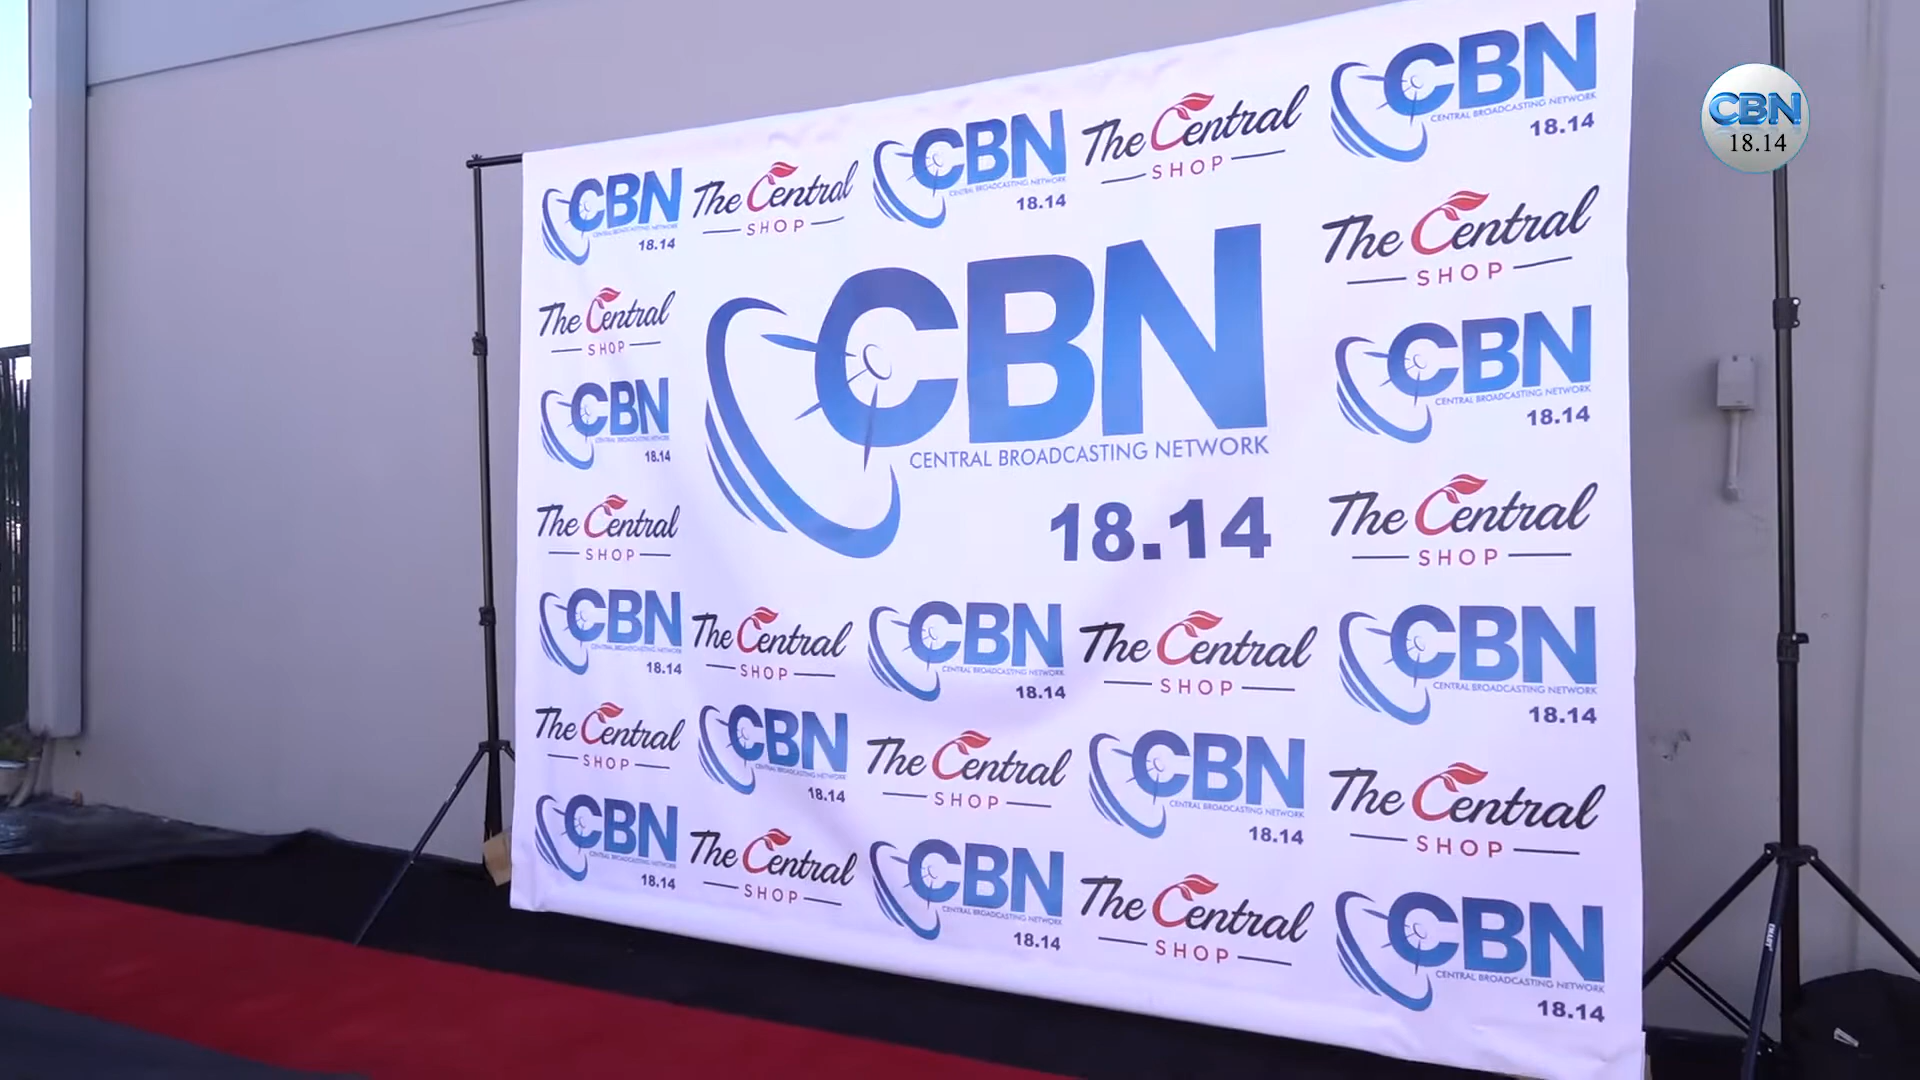 CBN
CENTRAL BROADCASTING NETWORK
18.14
The Central
SHOP
CBN
CENTRAL BROADCASTING NETWORK
18.14
The Central
SHOP
CBN
CENTRAL BROADCASTING NETWORK
18.14
CBN
18.14
The Central
SHOP
CBN
CENTRAL BROADCASTING NETWORK
18.14
The Central
SHOP
CBN
CENTRAL BROADCASTING NETWORK
18.14
CBN
CENTRAL BROADCASTING NETWORK
18.14
The Central
SHOP
The Central
SHOP
CBN
CENTRAL BROADCASTING NETWORK
18.14
The Central
SHOP
CBN
CENTRAL BROADCASTING NETWORK
18.14
The Central
SHOP
CBN
CENTRAL BROADCASTING NETWORK
18.14
The Central
SHOP
CBN
CENTRAL BROADCASTING NETWORK
18.14
The Central
SHOP
CBN
CENTRAL BROADCASTING NETWORK
18.14
The Central
SHOP
CBN
CENTRAL BROADCASTING NETWORK
18.14
The Central
SHOP
CBN
CENTRAL BROADCASTING NETWORK
18.14
The Central
SHOP
CBN
CENTRAL BROADCASTING NETWORK
18.14